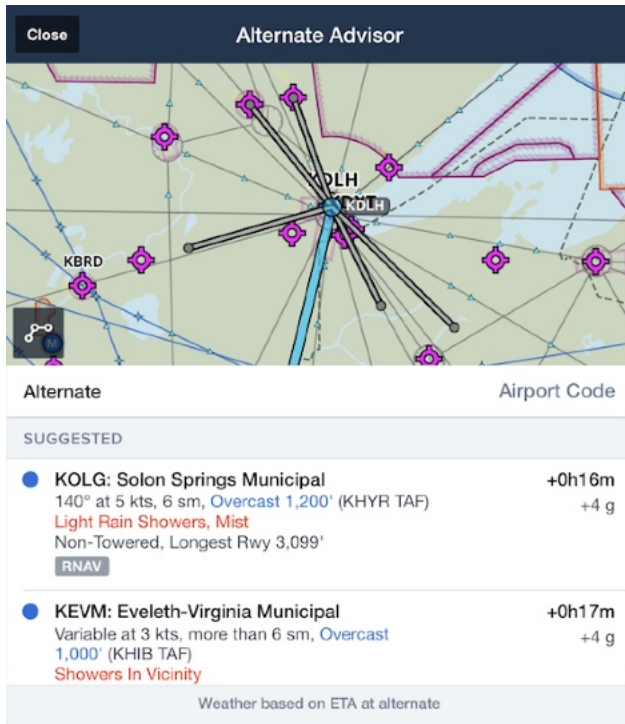 Close
Alternate Advisor
KDLH
KDLH
KBRD
M
Alternate
Airport Code
SUGGESTED
KOLG: Solon Springs Municipal
+0h16m
140° at 5 kts, 6 sm, Overcast 1,200' (KHYR TAF)
+4 g
Light Rain Showers, Mist
Non-Towered, Longest Rwy 3,099'
RNAV
KEVM: Eveleth-Virginia Municipal
+0h17m
Variable at 3 kts, more than 6 sm, Overcast
+4 g
1,000' (KHIB TAF)
Showers In Vicinity
Weather based on ETA at alternate